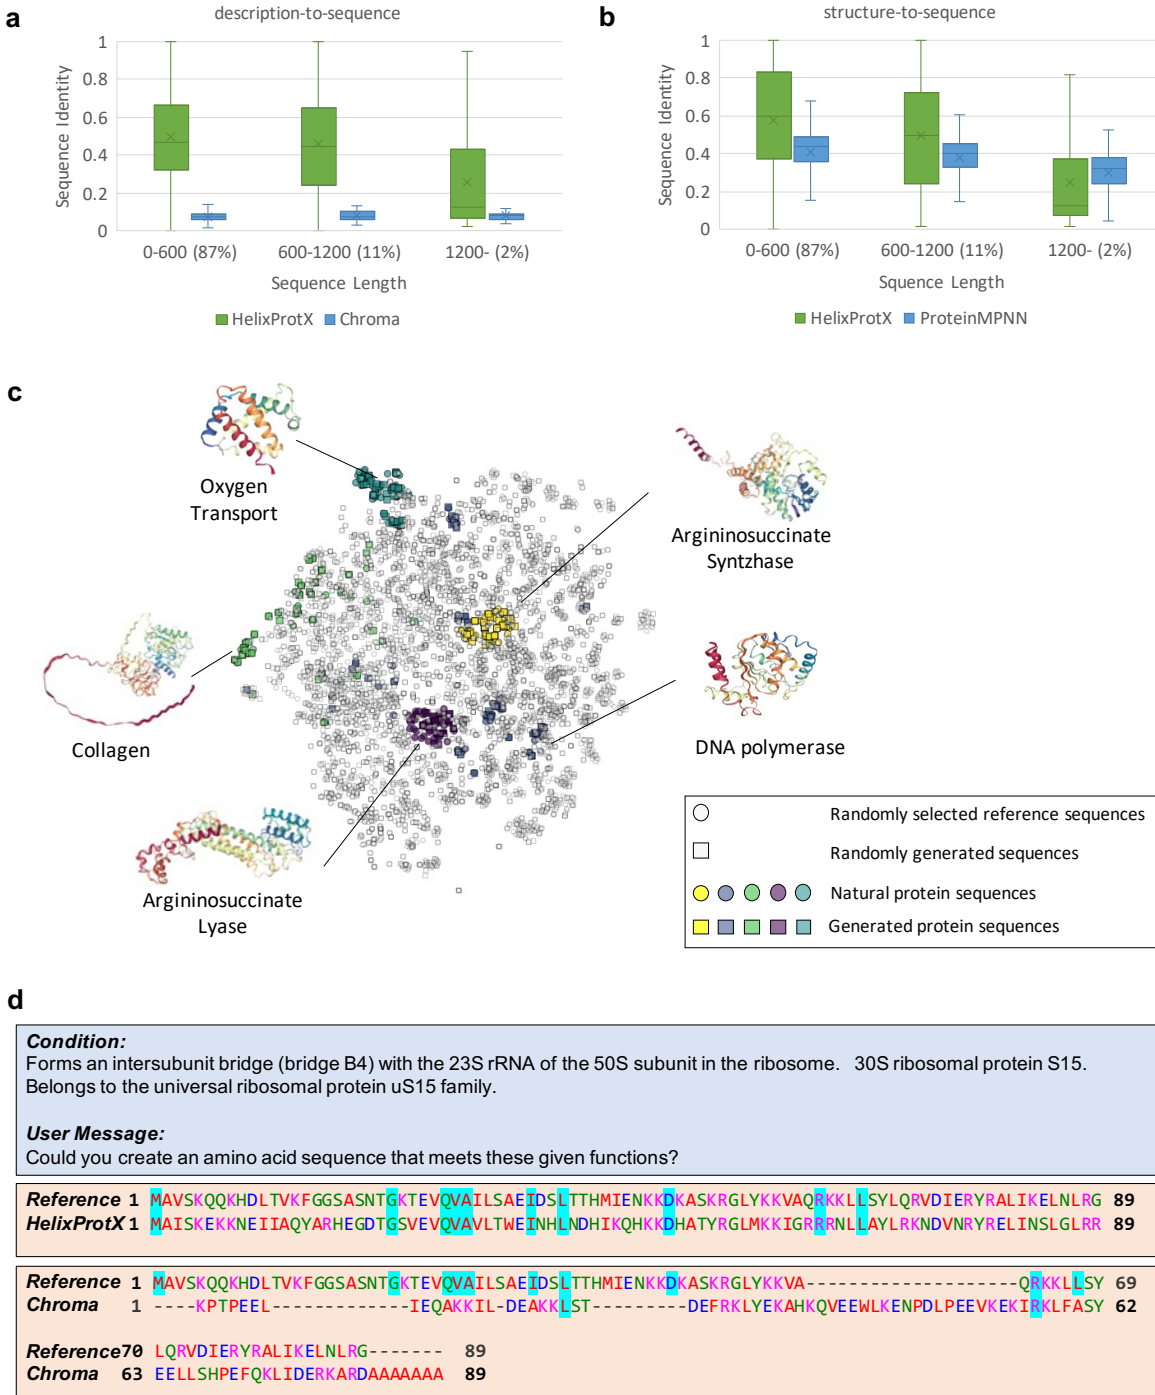 a
description-to-sequence
Sequence Identity
1
0.8
0.6
0.4
0.2
0
0-600 (87%) 600-1200 (11%) 1200- (2%)
Sequence Length
HelixProtX Chroma
b
structure-to-sequence
Sequence Identity
1
0.8
0.6
0.4
0.2
0
0-600 (87%) 600-1200 (11%) 1200- (2%)
Squence Length
HelixProtX ProteinMPNN
c
Oxygen
Transport
Argininosuccinate
Syntzhase
Collagen
DNA polymerase
Argininosuccinate
Lyase
Randomly selected reference sequences
Randomly generated sequences
Natural protein sequences
Generated protein sequences
d
Condition:
Forms an intersubunit bridge (bridge B4) with the 23S rRNA of the 50S subunit in the ribosome. 30S ribosomal protein S15.
Belongs to the universal ribosomal protein uS15 family.
User Message:
Could you create an amino acid sequence that meets these given functions?
Reference 1 MAVSKQQKHDLTVKFGGSASNTGKTEVQVAILSAEIDSLTTHMIENKKDKASKRGLYKKVAQRKKLLSYLQRVDIERYRALIKELNLRG 89
HelixProtX 1 MAISKEKKNEIIAQYARHEGDTGSVEVQVAVLTWEINHLNDHIKQHKKDHATYRGLMKKIGRRRNLLAYLRKNDVNRYRELINSLGLRR 89
Reference 1 MAVSKQQKHDLTVKFGGSASNTGKTEVQVAILSAEIDSLTTHMIENKKDKASKRGLYKKVA--------------------QRKKLLSY 69
Chroma 1 ----KPTPEEL-------------IEQAKKIL-DEAKKLST---------DEFRKLYEKAHKQVEEWLKENPDLPEEVKEKIRKLFASY 62
Reference 70 LQRVDIERYRALIKELNLRG------- 89
Chroma 63 EELLSHPEFQKLIDERKARDAAAAAAA 89